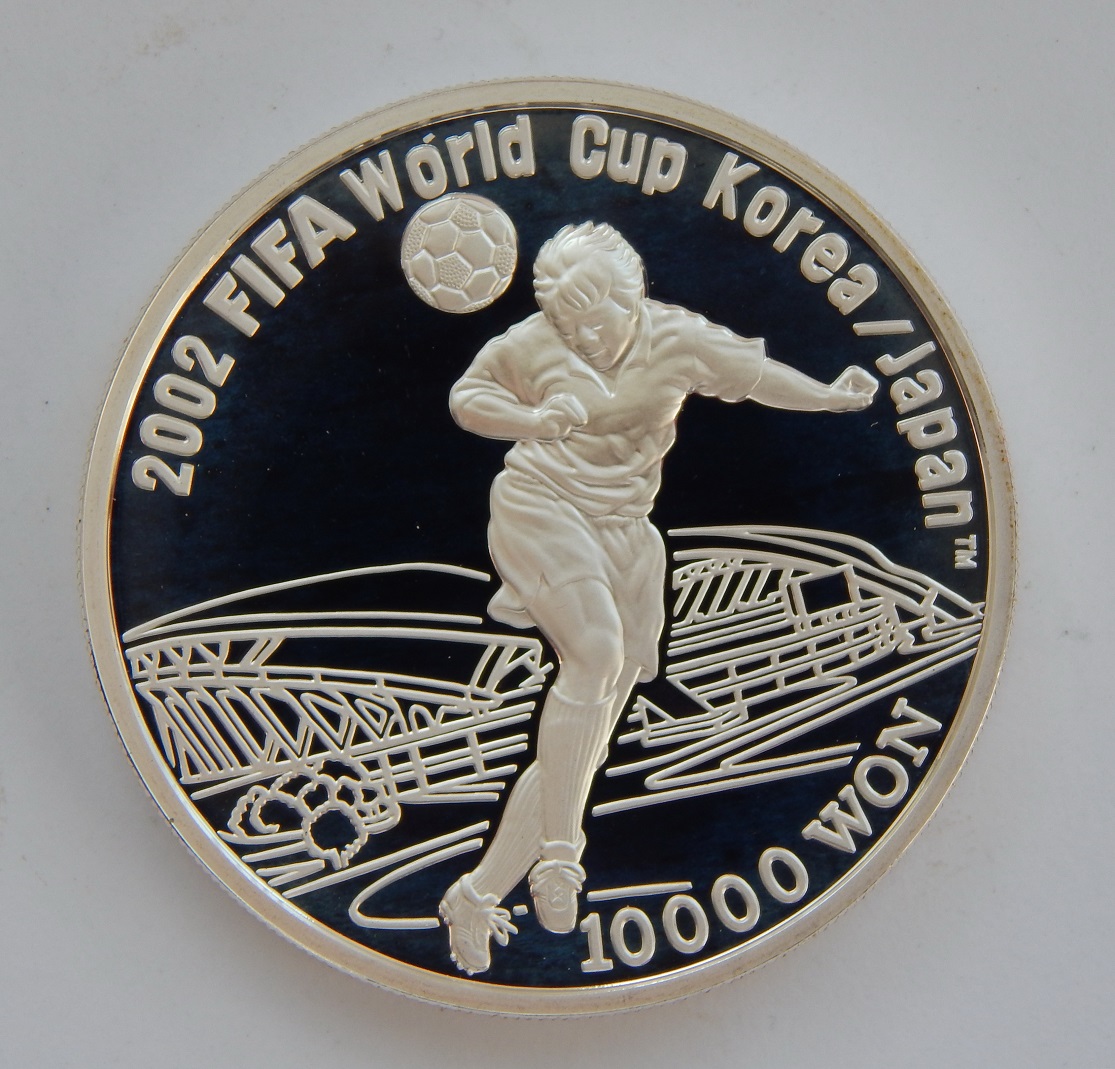 2002 FIFA World Cup Korea/Japan™
10000 WON